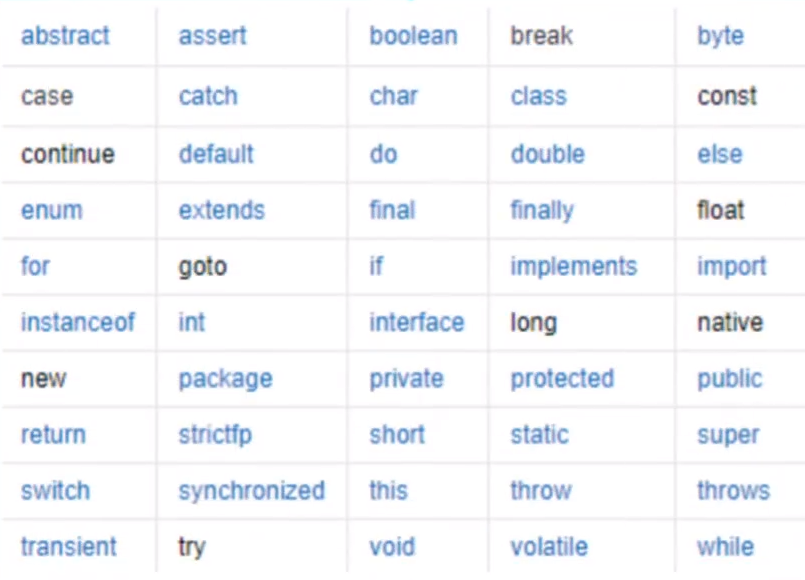 abstract assert boolean break byte
case catch char class const
continue default do double else
enum extends final finally float
for goto if implements import
instanceof int interface long native
new package private protected public
return strictfp short static super
switch synchronized this throw throws
transient try void volatile while